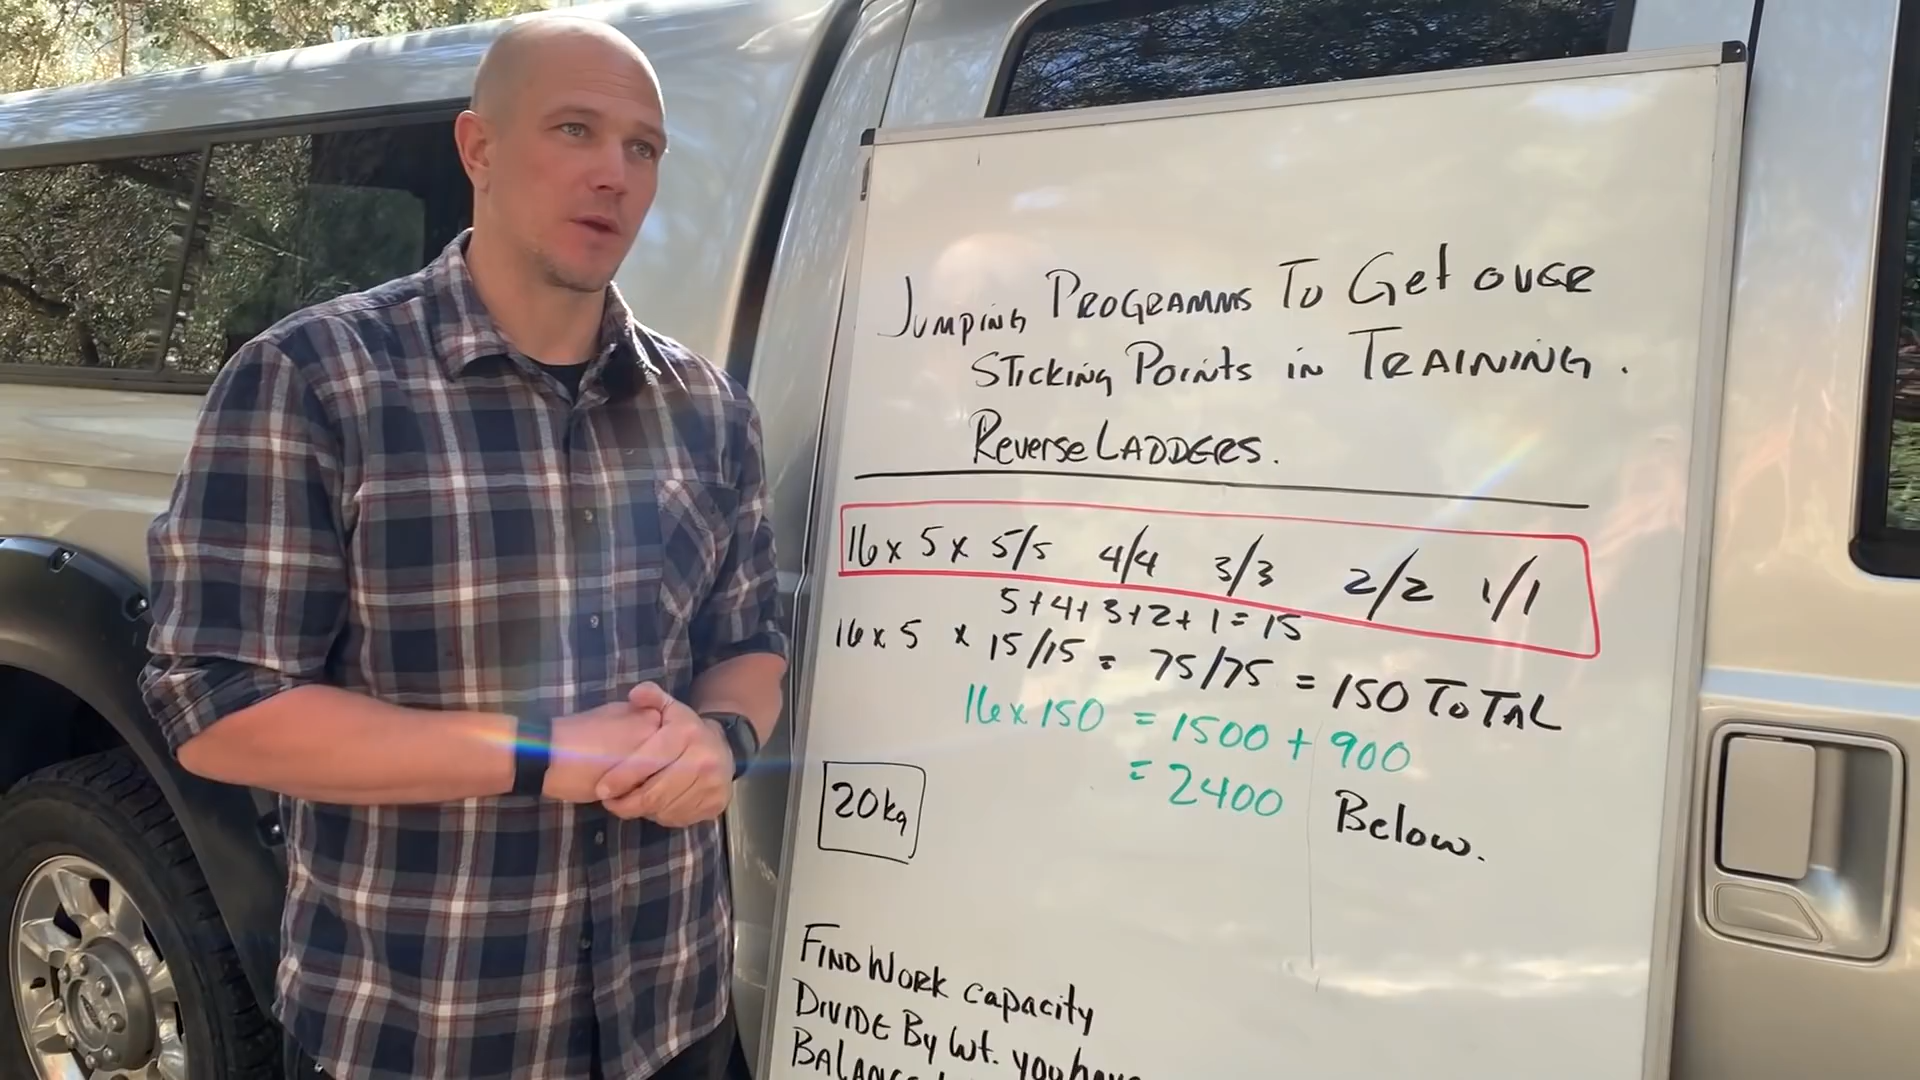 Jumping Programms To Get over
Sticking Points in Training.
Reverse Ladders.
16 x 5 x 5/5 4/4 3/3 2/2 1/1
5+4+3+2+1=15
16 x 5 x 15/15 = 75/75 = 150 Total
16 x 150 = 1500 + 900
= 2400 Below.
20kg
Find Work capacity
Divide By Wt. you have